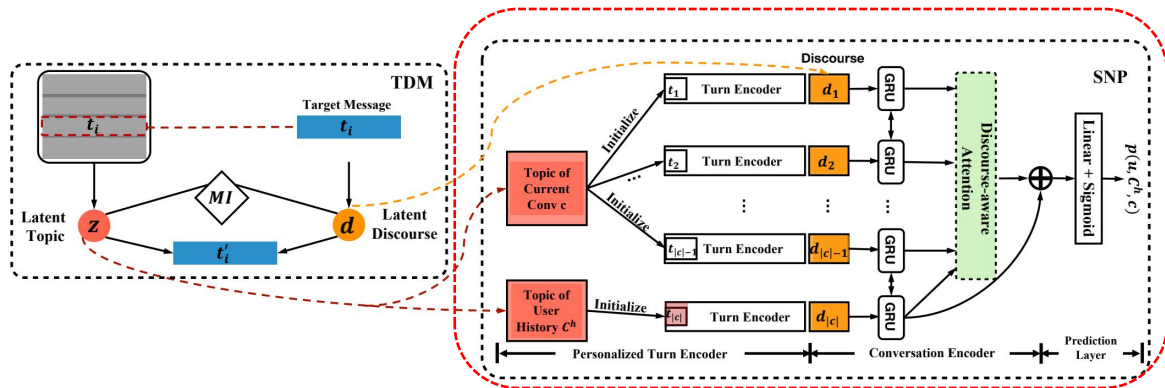 TDM
t_i
Target Message
t_i
MI
Latent
Topic
z
d
Latent
Discourse
t'_i
SNP
Discourse
Initialize
t_1
Turn Encoder
d_1
GRU
Topic of
Current
Conv c
...
t_2
Turn Encoder
d_2
GRU
...
...
...
Initialize
t_{|c|-1}
Turn Encoder
d_{|c|-1}
GRU
Topic of
User
History C^h
Initialize
t_{|c|}
Turn Encoder
d_{|c|}
GRU
Discourse-aware
Attention
Linear + Sigmoid
p(u, C^h, c)
Personalized Turn Encoder
Conversation Encoder
Prediction
Layer